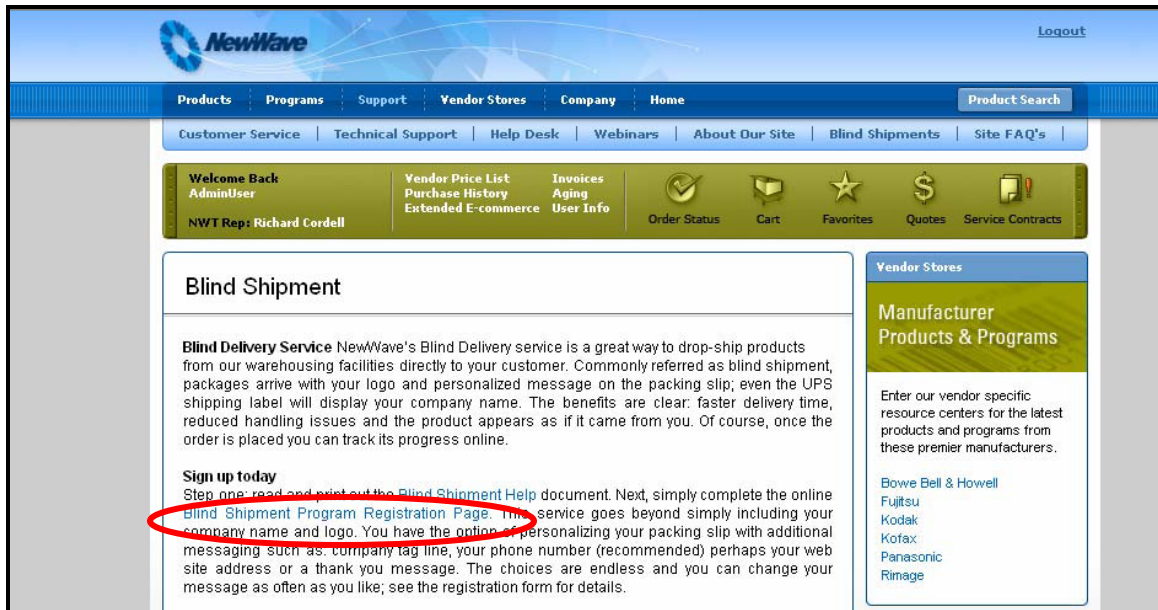 NewWave
Logout
Products Programs Support Vendor Stores Company Home Product Search
Customer Service | Technical Support | Help Desk | Webinars | About Our Site | Blind Shipments | Site FAQ's |
Welcome Back
AdminUser
NWT Rep: Richard Cordell
Vendor Price List Invoices
Purchase History Aging
Extended E-commerce User Info
Order Status Cart Favorites Quotes Service Contracts
Blind Shipment
Blind Delivery Service NewWave's Blind Delivery service is a great way to drop-ship products
from our warehousing facilities directly to your customer. Commonly referred as blind shipment,
packages arrive with your logo and personalized message on the packing slip; even the UPS
shipping label will display your company name. The benefits are clear: faster delivery time,
reduced handling issues and the product appears as if it came from you. Of course, once the
order is placed you can track its progress online.
Sign up today
Step one: read and print out the Blind Shipment Help document. Next, simply complete the online
Blind Shipment Program Registration Page. This service goes beyond simply including your
company name and logo. You have the option of personalizing your packing slip with additional
messaging such as: company tag line, your phone number (recommended) perhaps your web
site address or a thank you message. The choices are endless and you can change your
message as often as you like; see the registration form for details.
Vendor Stores
Manufacturer
Products & Programs
Enter our vendor specific
resource centers for the latest
products and programs from
these premier manufacturers.
Bowe Bell & Howell
Fujitsu
Kodak
Kofax
Panasonic
Rimage